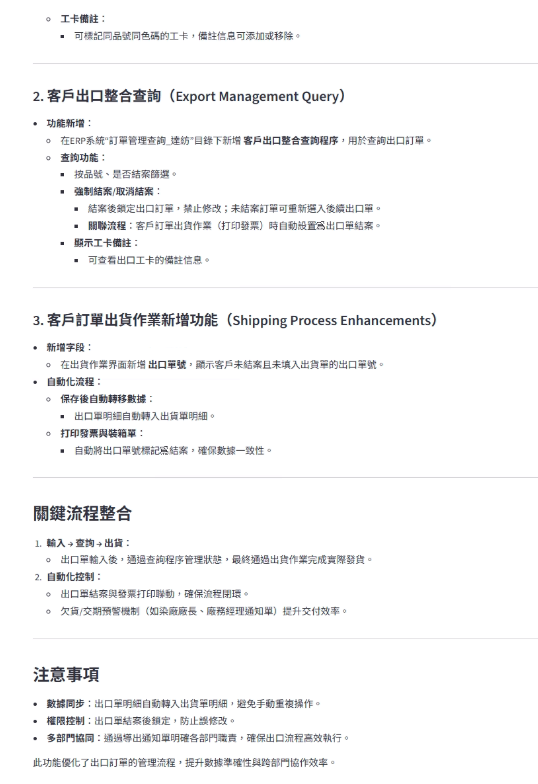 工卡備註：
可標記同品號同色碼的工卡，備註信息可添加或移除。
2. 客戶出口整合查詢（Export Management Query）
功能新增：
在ERP系統"訂單管理查詢_達紡"目錄下新增 客戶出口整合查詢程序，用於查詢出口訂單。
查詢功能：
按品號、是否結案篩選。
強制結案/取消結案：
結案後鎖定出口訂單，禁止修改；未結案訂單可重新選入後續出口單。
關聯流程：客戶訂單出貨作業（打印發票）時自動設置爲出口單結案。
顯示工卡備註：
可查看出口工卡的備註信息。
3. 客戶訂單出貨作業新增功能（Shipping Process Enhancements）
新增字段：
在出貨作業界面新增 出口單號，顯示客戶未結案且未填入出貨單的出口單號。
自動化流程：
保存後自動轉移數據：
出口單明細自動轉入出貨單明細。
打印發票與裝箱單：
自動將出口單號標記爲結案，確保數據一致性。
關鍵流程整合
1. 輸入→查詢→出貨：
出口單輸入後，通過查詢程序管理狀態，最終通過出貨作業完成實際發貨。
2. 自動化控制：
出口單結案與發票打印聯動，確保流程閉環。
欠貨/交期預警機制（如染廠廠長、廠務經理通知單）提升交付效率。
注意事項
數據同步：出口單明細自動轉入出貨單明細，避免手動重複操作。
權限控制：出口單結案後鎖定，防止誤修改。
多部門協同：通過導出通知單明確各部門職責，確保出口流程高效執行。
此功能優化了出口訂單的管理流程，提升數據準確性與跨部門協作效率。